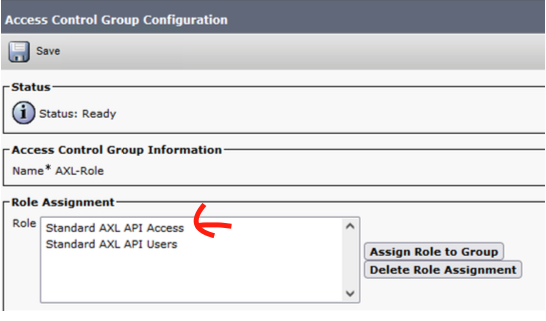 Access Control Group Configuration
Save
Status
Status: Ready
Access Control Group Information
Name* AXL-Role
Role Assignment
Role
Standard AXL API Access
Standard AXL API Users
Assign Role to Group
Delete Role Assignment